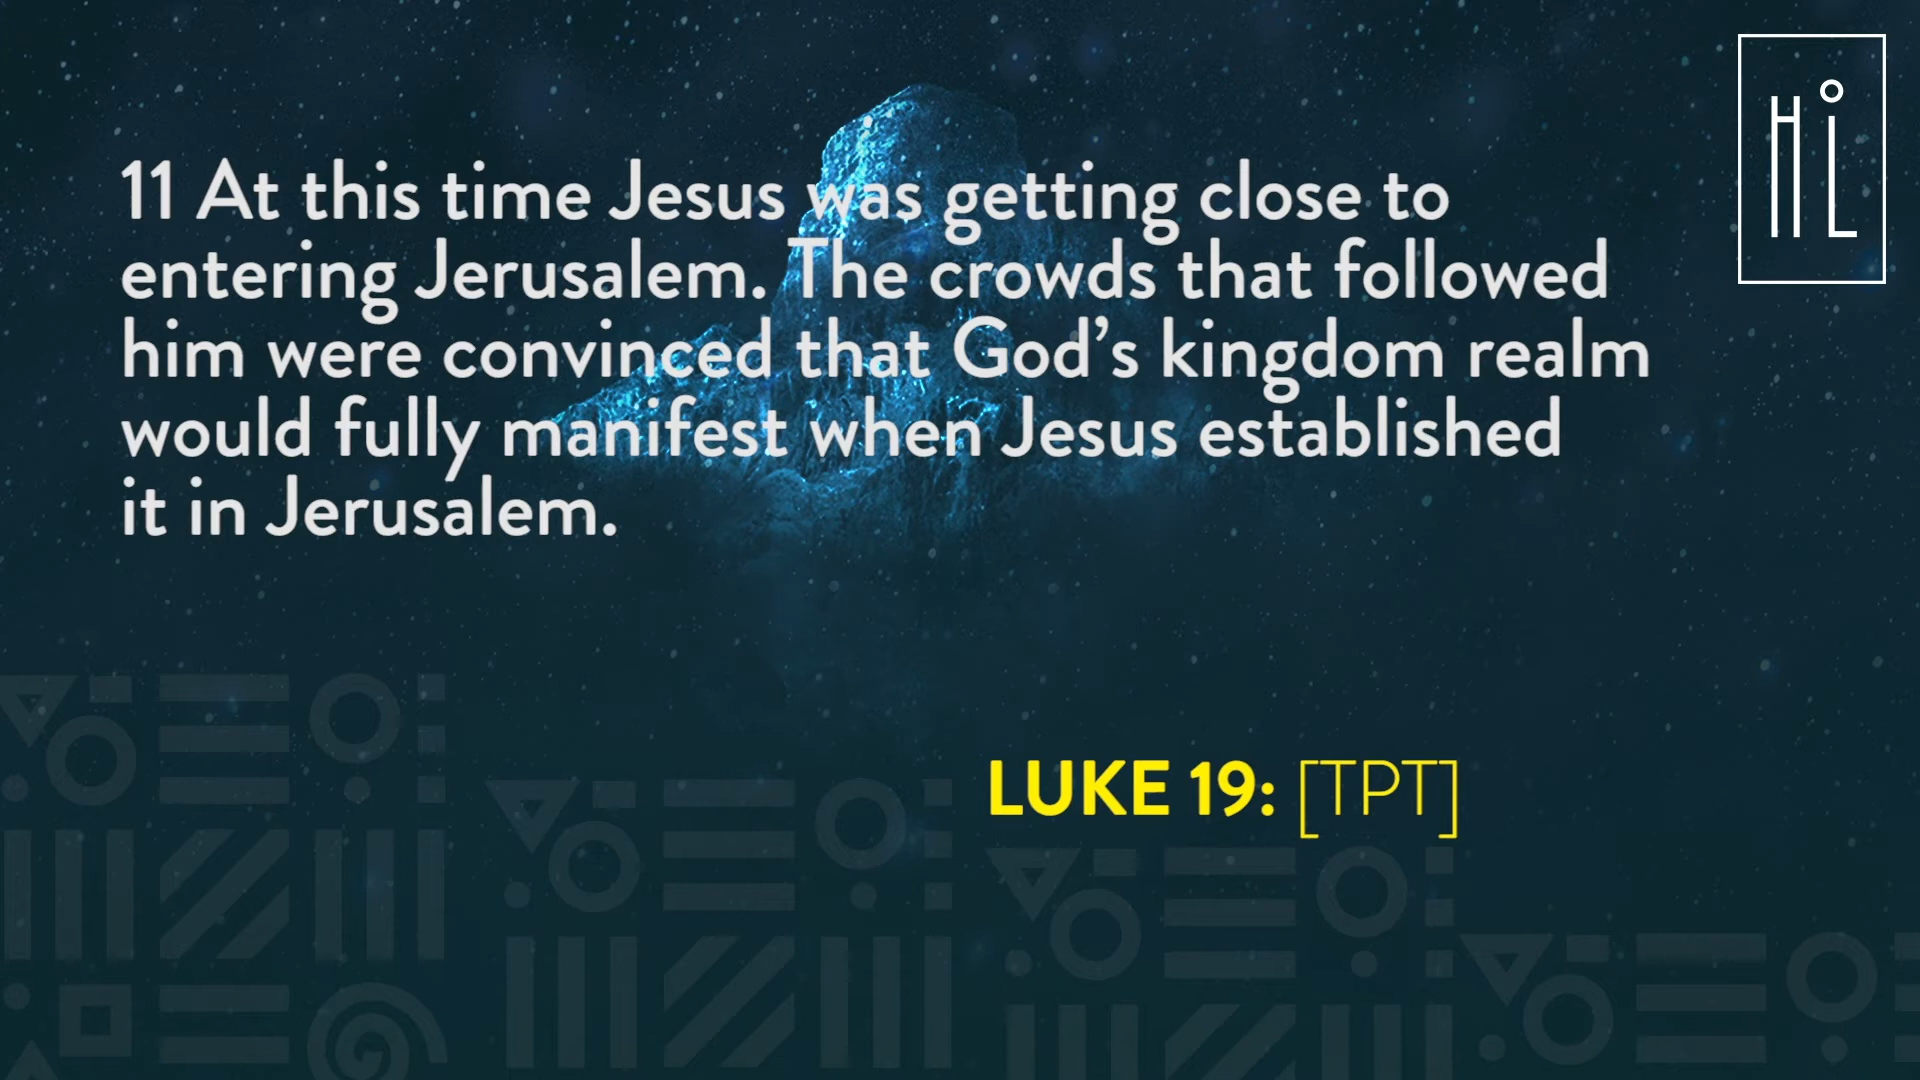 11 At this time Jesus was getting close to
entering Jerusalem. The crowds that followed
him were convinced that God’s kingdom realm
would fully manifest when Jesus established
it in Jerusalem.
LUKE 19: [TPT]
HiL